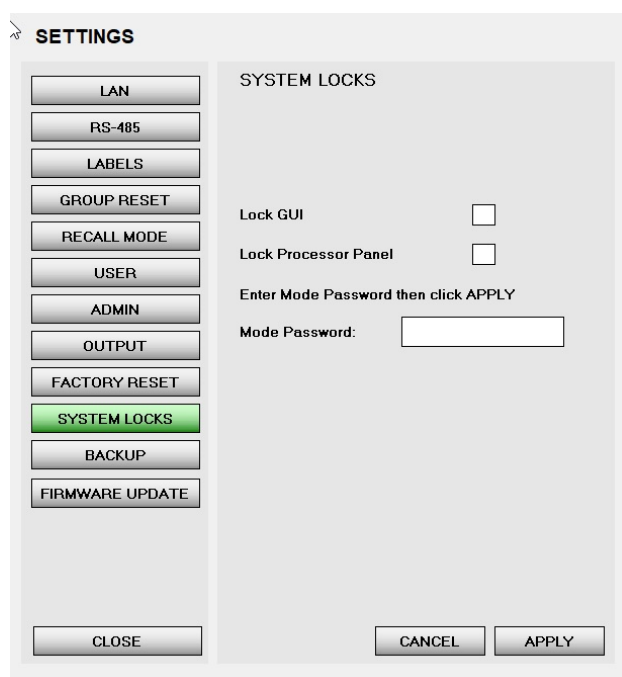 SETTINGS
LAN
RS-485
LABELS
GROUP RESET
RECALL MODE
USER
ADMIN
OUTPUT
FACTORY RESET
SYSTEM LOCKS
BACKUP
FIRMWARE UPDATE
CLOSE
SYSTEM LOCKS
Lock GUI
Lock Processor Panel
Enter Mode Password then click APPLY
Mode Password:
CANCEL
APPLY